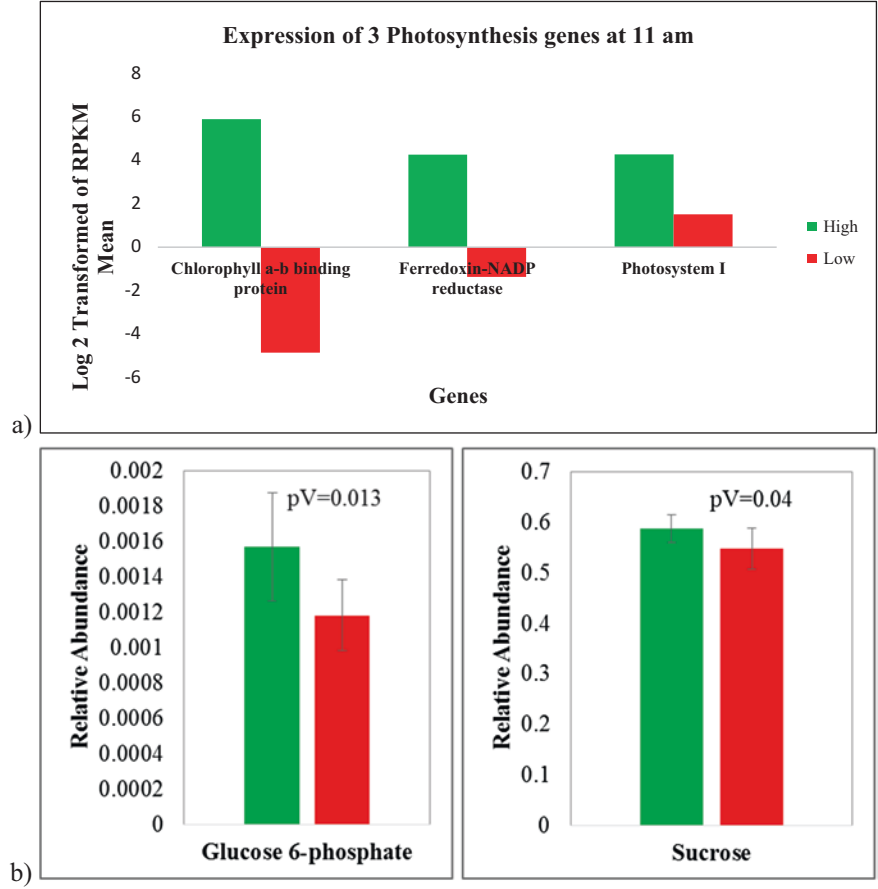 Expression of 3 Photosynthesis genes at 11 am
Log 2 Transformed of RPKM
Mean
8
6
4
2
0
-2
-4
-6
Chlorophyll a-b binding
protein
Ferredoxin-NADP
reductase
Photosystem I
High
Low
Genes
a)
0.002
0.0018
0.0016
0.0014
0.0012
0.001
0.0008
0.0006
0.0004
0.0002
0
Relative Abundance
pV=0.013
Glucose 6-phosphate
0.7
0.6
0.5
0.4
0.3
0.2
0.1
0
Relative Abundance
pV=0.04
Sucrose
b)